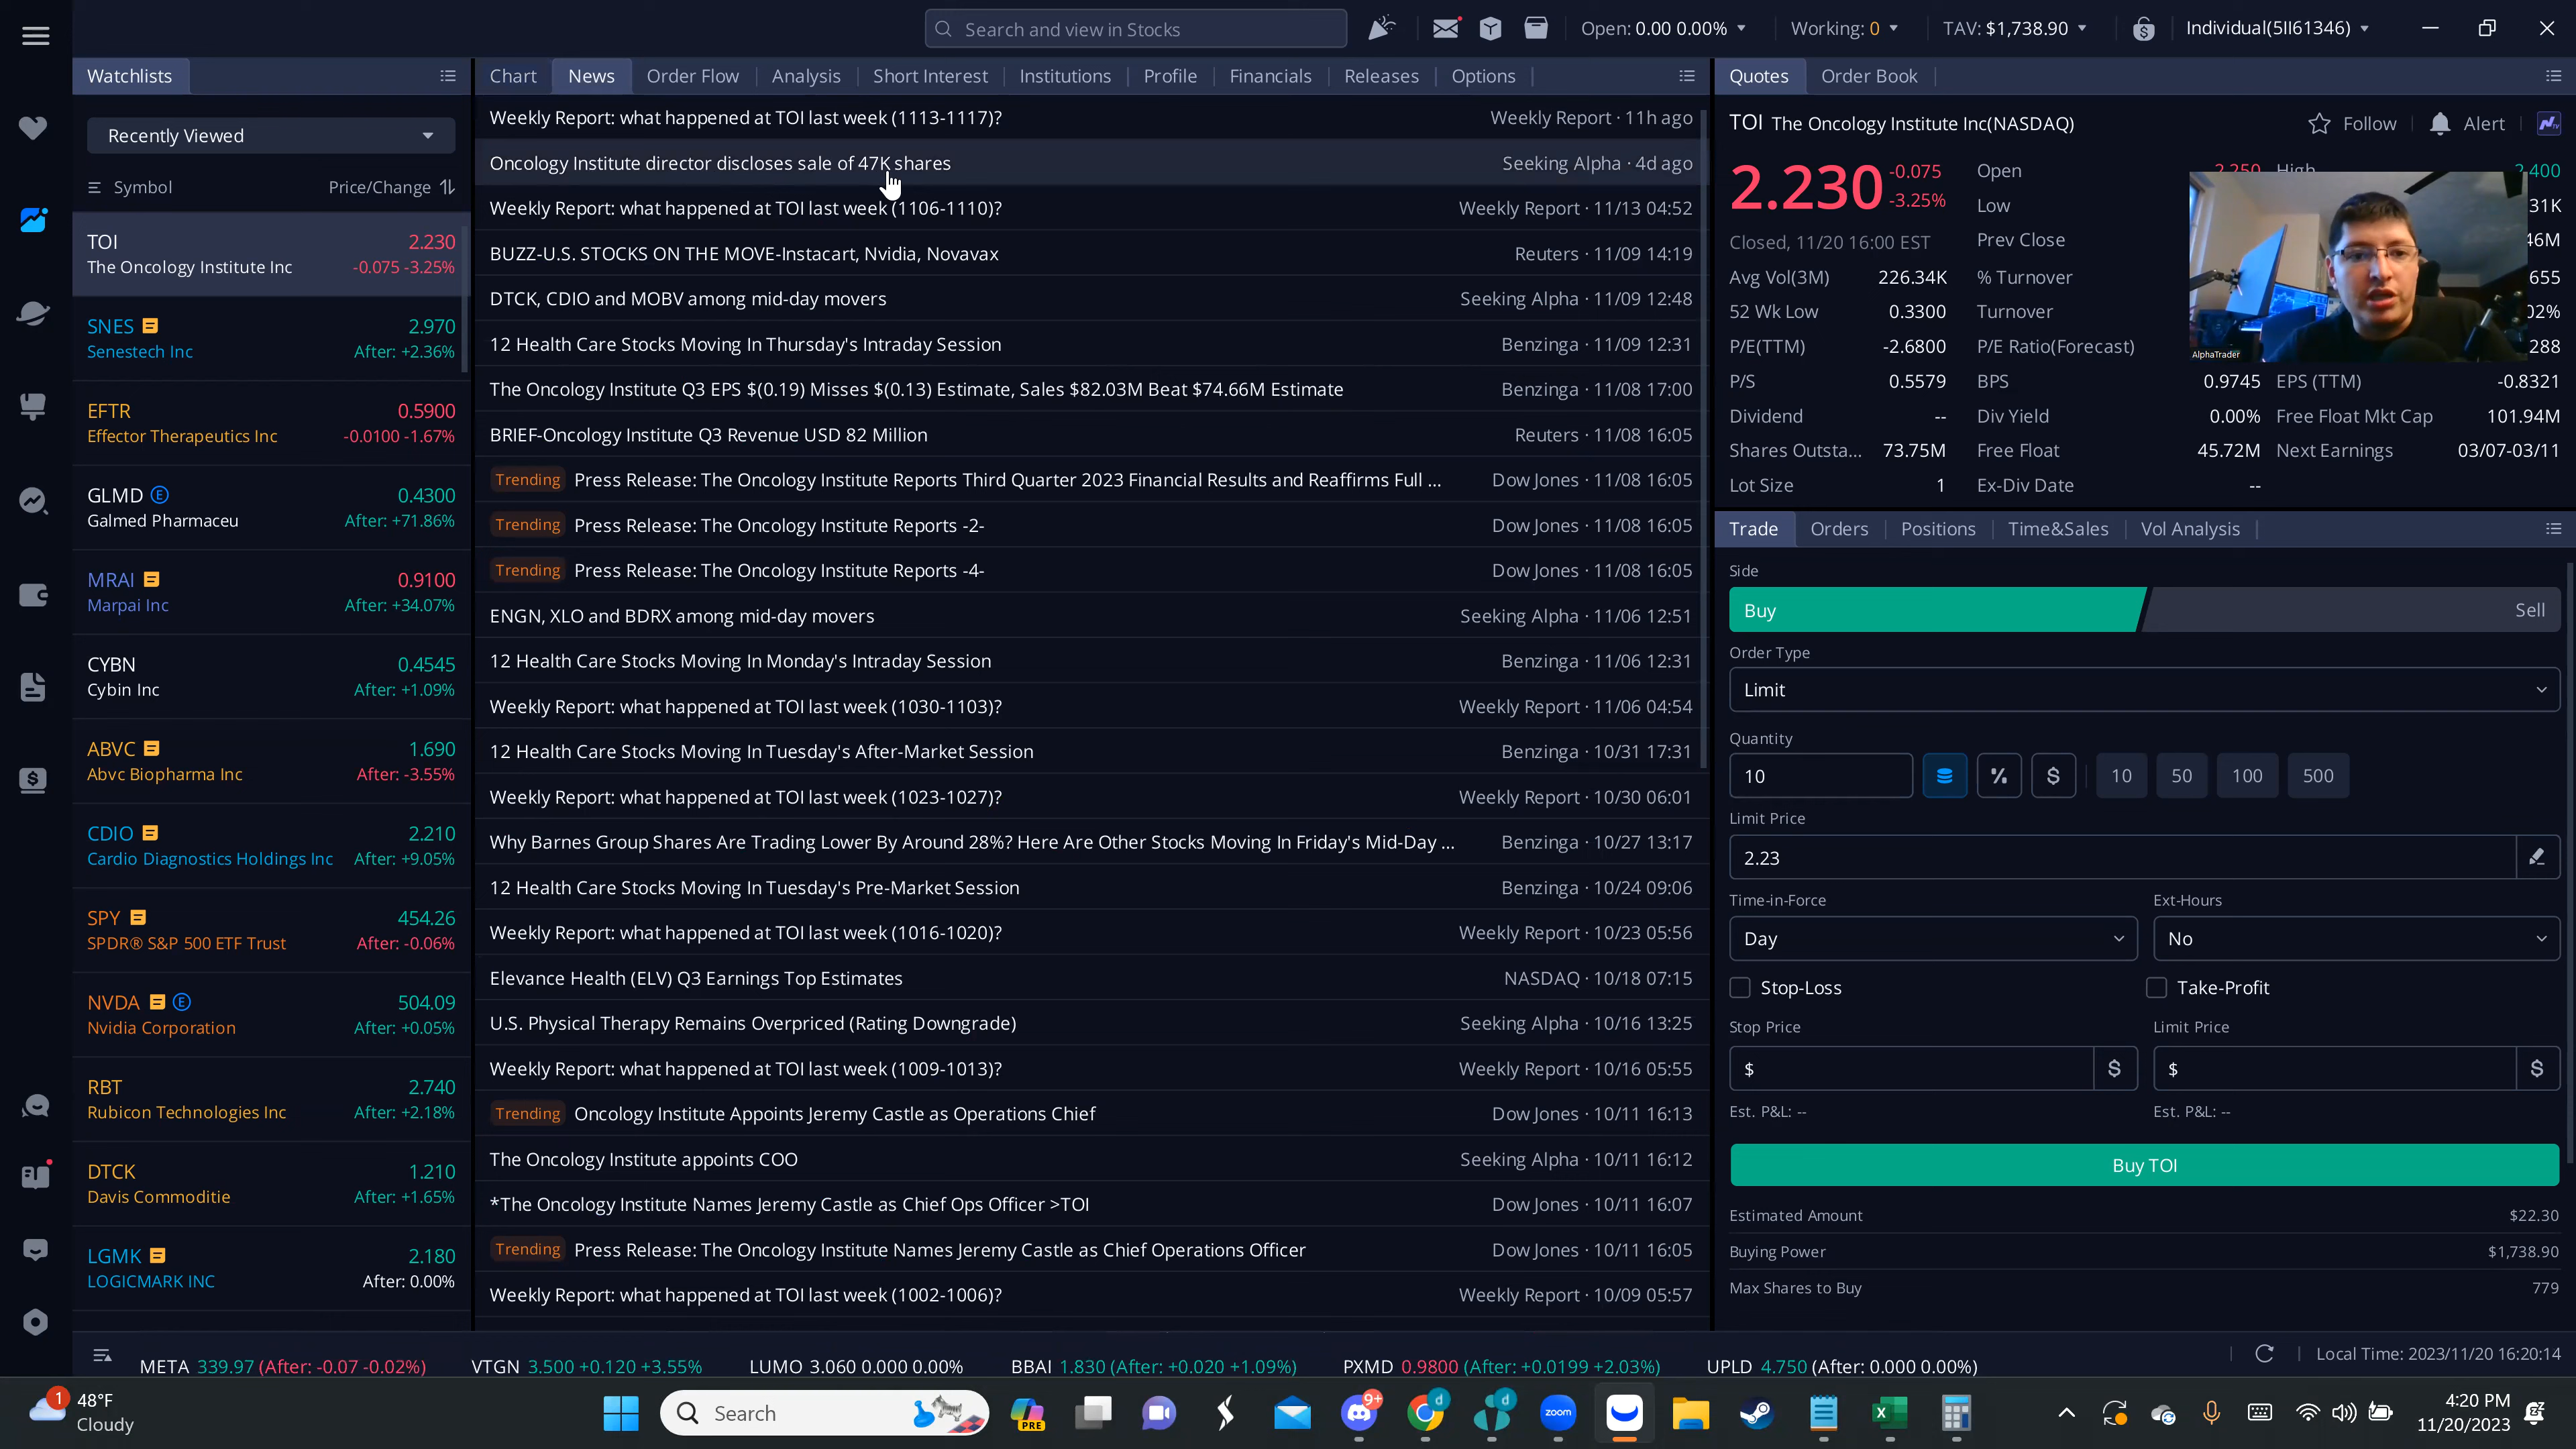 Search and view in Stocks
Open: 0.00 0.00%
Working: 0
TAV: $1,738.90
Individual(5II61346)
Watchlists
Recently Viewed
Symbol Price/Change
TOI 2.230
The Oncology Institute Inc -0.075 -3.25%
SNES 2.970
Senestech Inc After: +2.36%
EFTR 0.5900
Effector Therapeutics Inc -0.0100 -1.67%
GLMD E 0.4300
Galmed Pharmaceu After: +71.86%
MRAI 0.9100
Marpai Inc After: +34.07%
CYBN 0.4545
Cybin Inc After: +1.09%
ABVC 1.690
Abvc Biopharma Inc After: -3.55%
CDIO 2.210
Cardio Diagnostics Holdings Inc After: +9.05%
SPY 454.26
SPDR® S&P 500 ETF Trust After: -0.06%
NVDA E 504.09
Nvidia Corporation After: +0.05%
RBT 2.740
Rubicon Technologies Inc After: +2.18%
DTCK 1.210
Davis Commoditie After: +1.65%
LGMK 2.180
LOGICMARK INC After: 0.00%
Chart News Order Flow Analysis Short Interest Institutions Profile Financials Releases Options
Weekly Report: what happened at TOI last week (1113-1117)? Weekly Report · 11h ago
Oncology Institute director discloses sale of 47K shares Seeking Alpha · 4d ago
Weekly Report: what happened at TOI last week (1106-1110)? Weekly Report · 11/13 04:52
BUZZ-U.S. STOCKS ON THE MOVE-Instacart, Nvidia, Novavax Reuters · 11/09 14:19
DTCK, CDIO and MOBV among mid-day movers Seeking Alpha · 11/09 12:48
12 Health Care Stocks Moving In Thursday's Intraday Session Benzinga · 11/09 12:31
The Oncology Institute Q3 EPS $(0.19) Misses $(0.13) Estimate, Sales $82.03M Beat $74.66M Estimate Benzinga · 11/08 17:00
BRIEF-Oncology Institute Q3 Revenue USD 82 Million Reuters · 11/08 16:05
Trending Press Release: The Oncology Institute Reports Third Quarter 2023 Financial Results and Reaffirms Full ... Dow Jones · 11/08 16:05
Trending Press Release: The Oncology Institute Reports -2- Dow Jones · 11/08 16:05
Trending Press Release: The Oncology Institute Reports -4- Dow Jones · 11/08 16:05
ENGN, XLO and BDRX among mid-day movers Seeking Alpha · 11/06 12:51
12 Health Care Stocks Moving In Monday's Intraday Session Benzinga · 11/06 12:31
Weekly Report: what happened at TOI last week (1030-1103)? Weekly Report · 11/06 04:54
12 Health Care Stocks Moving In Tuesday's After-Market Session Benzinga · 10/31 17:31
Weekly Report: what happened at TOI last week (1023-1027)? Weekly Report · 10/30 06:01
Why Barnes Group Shares Are Trading Lower By Around 28%? Here Are Other Stocks Moving In Friday's Mid-Day ... Benzinga · 10/27 13:17
12 Health Care Stocks Moving In Tuesday's Pre-Market Session Benzinga · 10/24 09:06
Weekly Report: what happened at TOI last week (1016-1020)? Weekly Report · 10/23 05:56
Elevance Health (ELV) Q3 Earnings Top Estimates NASDAQ · 10/18 07:15
U.S. Physical Therapy Remains Overpriced (Rating Downgrade) Seeking Alpha · 10/16 13:25
Weekly Report: what happened at TOI last week (1009-1013)? Weekly Report · 10/16 05:55
Trending Oncology Institute Appoints Jeremy Castle as Operations Chief Dow Jones · 10/11 16:13
The Oncology Institute appoints COO Seeking Alpha · 10/11 16:12
*The Oncology Institute Names Jeremy Castle as Chief Ops Officer >TOI Dow Jones · 10/11 16:07
Trending Press Release: The Oncology Institute Names Jeremy Castle as Chief Operations Officer Dow Jones · 10/11 16:05
Weekly Report: what happened at TOI last week (1002-1006)? Weekly Report · 10/09 05:57
Quotes Order Book
TOI The Oncology Institute Inc(NASDAQ) Follow Alert
2.230 -0.075
-3.25%
Closed, 11/20 16:00 EST
Open 2.250 High 2.400
Low 31K
Prev Close 46M
Avg Vol(3M) 226.34K % Turnover 655
52 Wk Low 0.3300 Turnover 02%
P/E(TTM) -2.6800 P/E Ratio(Forecast) 288
AlphaTrader
P/S 0.5579 BPS 0.9745 EPS (TTM) -0.8321
Dividend -- Div Yield 0.00% Free Float Mkt Cap 101.94M
Shares Outsta... 73.75M Free Float 45.72M Next Earnings 03/07-03/11
Lot Size 1 Ex-Div Date --
Trade Orders Positions Time&Sales Vol Analysis
Side
Buy Sell
Order Type
Limit
Quantity
10 % $ 10 50 100 500
Limit Price
2.23
Time-in-Force Ext-Hours
Day No
Stop-Loss Take-Profit
Stop Price Limit Price
$ $ $ $
Est. P&L: -- Est. P&L: --
Buy TOI
Estimated Amount $22.30
Buying Power $1,738.90
Max Shares to Buy 779
META 339.97 (After: -0.07 -0.02%) VTGN 3.500 +0.120 +3.55% LUMO 3.060 0.000 0.00% BBAI 1.830 (After: +0.020 +1.09%) PXMD 0.9800 (After: +0.0199 +2.03%) UPLD 4.750 (After: 0.000 0.00%)
Local Time: 2023/11/20 16:20:14
1
48°F
Cloudy
Search
PRE
9+
d
d
zoom
4:20 PM
11/20/2023